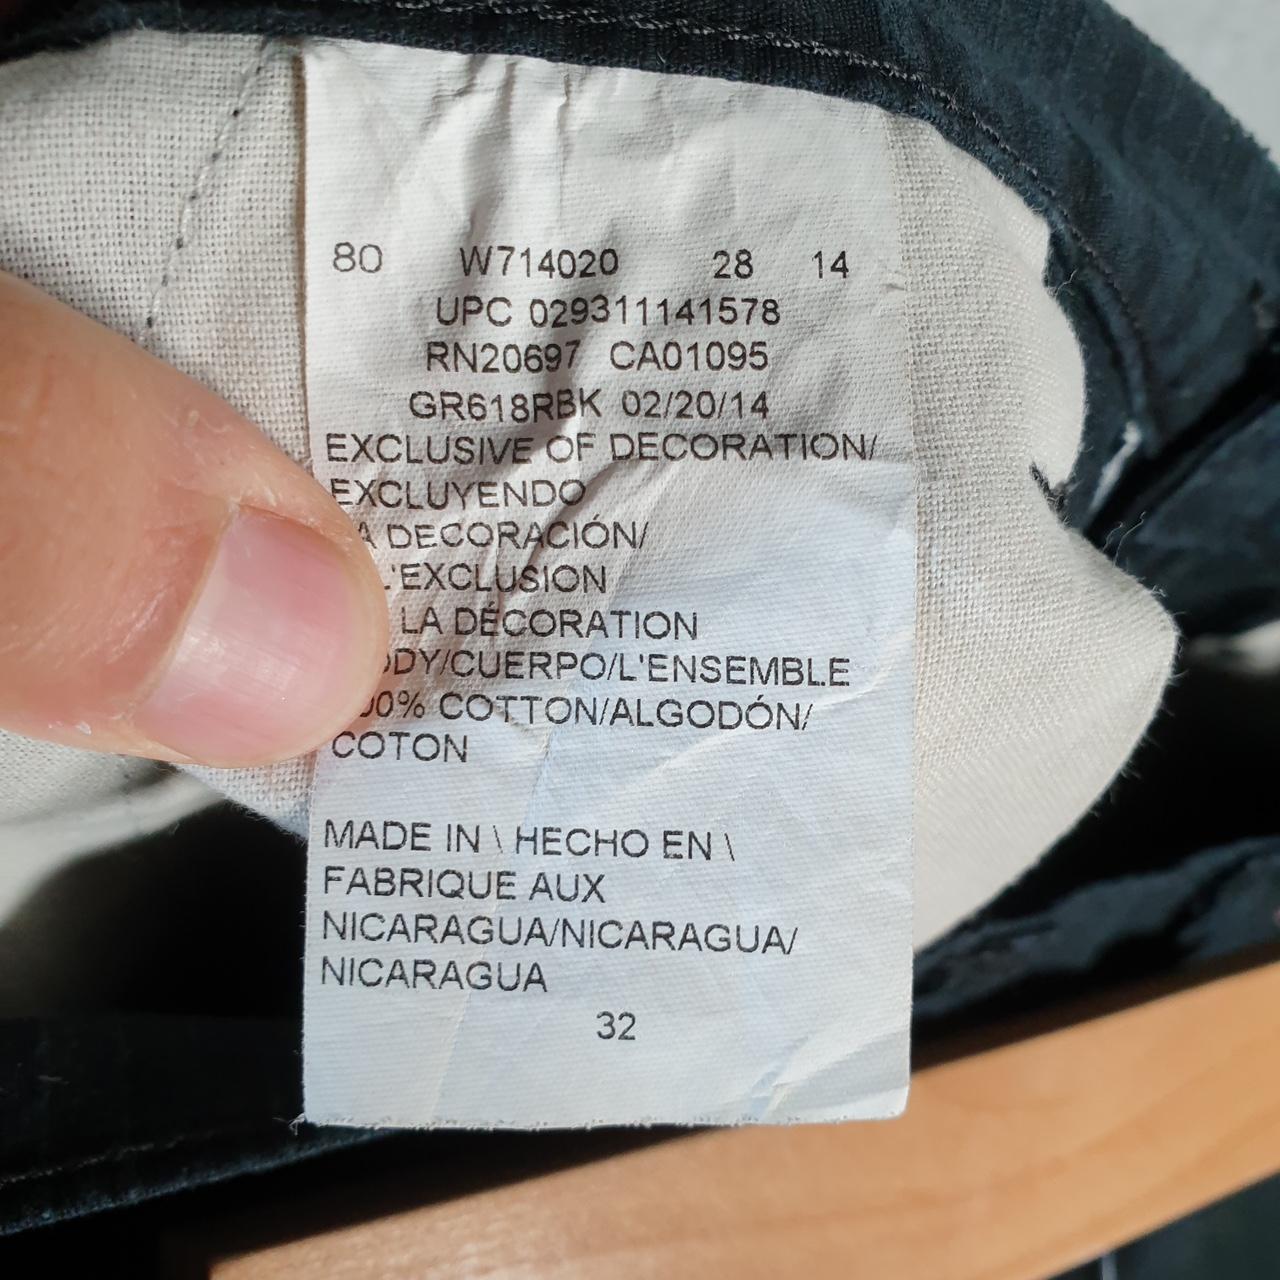 80 W714020 28 14
UPC 029311141578
RN20697 CA01095
GR618RBK 02/20/14
EXCLUSIVE OF DECORATION/
EXCLUYENDO
A DECORACIÓN/
'EXCLUSION
LA DÉCORATION
DY/CUERPO/L'ENSEMBLE
00% COTTON/ALGODÓN/
COTON
MADE IN \ HECHO EN \
FABRIQUE AUX
NICARAGUA/NICARAGUA/
NICARAGUA
32